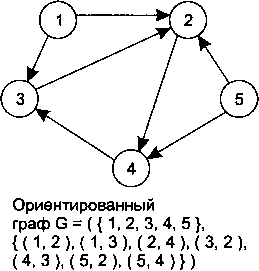 1
2
3
5
4
Ориентированный
граф G = ( { 1, 2, 3, 4, 5 },
{ ( 1, 2 ), ( 1, 3 ), ( 2, 4 ), ( 3, 2 ),
( 4, 3 ), ( 5, 2 ), ( 5, 4 ) } )